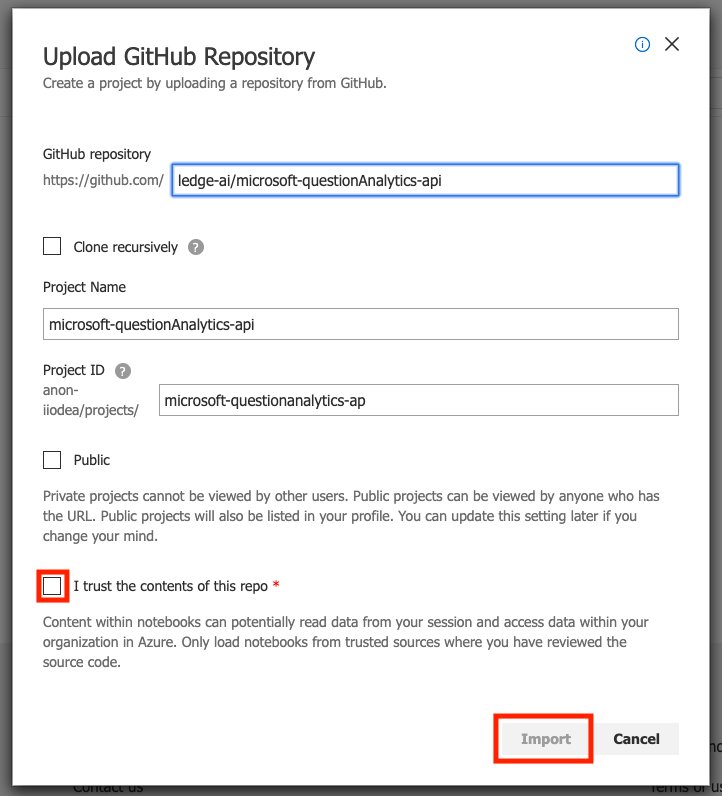 Upload GitHub Repository
Create a project by uploading a repository from GitHub.
GitHub repository
https://github.com/ ledge-ai/microsoft-questionAnalytics-api
Clone recursively ?
Project Name
microsoft-questionAnalytics-api
Project ID ?
anon-
iiodea/projects/
microsoft-questionanalytics-ap
Public
Private projects cannot be viewed by other users. Public projects can be viewed by anyone who has
the URL. Public projects will also be listed in your profile. You can update this setting later if you
change your mind.
I trust the contents of this repo *
Content within notebooks can potentially read data from your session and access data within your
organization in Azure. Only load notebooks from trusted sources where you have reviewed the
source code.
Import Cancel
Contact us
Terms of us